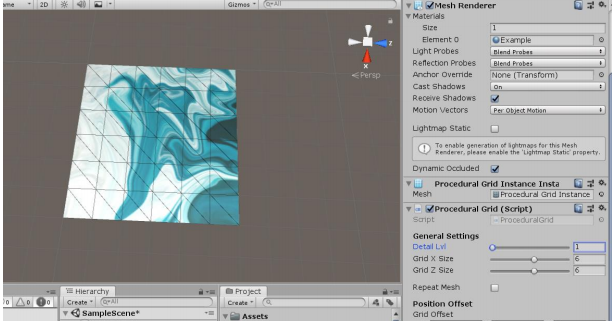 ame
2D
Gizmos
All
z
x
Persp
Hierarchy
Create
All
SampleScene*
Project
Create
Assets
Mesh Renderer
Materials
Size 1
Element 0 Example
Light Probes Blend Probes
Reflection Probes Blend Probes
Anchor Override None (Transform)
Cast Shadows On
Receive Shadows
Motion Vectors Per Object Motion
Lightmap Static
To enable generation of lightmaps for this Mesh
Renderer, please enable the 'Lightmap Static' property.
Dynamic Occluded
Procedural Grid Instance Insta
Mesh Procedural Grid Instance
Procedural Grid (Script)
Script ProceduralGrid
General Settings
Detail Lvl 1
Grid X Size 6
Grid Z Size 6
Repeat Mesh
Position Offset
Grid Offset